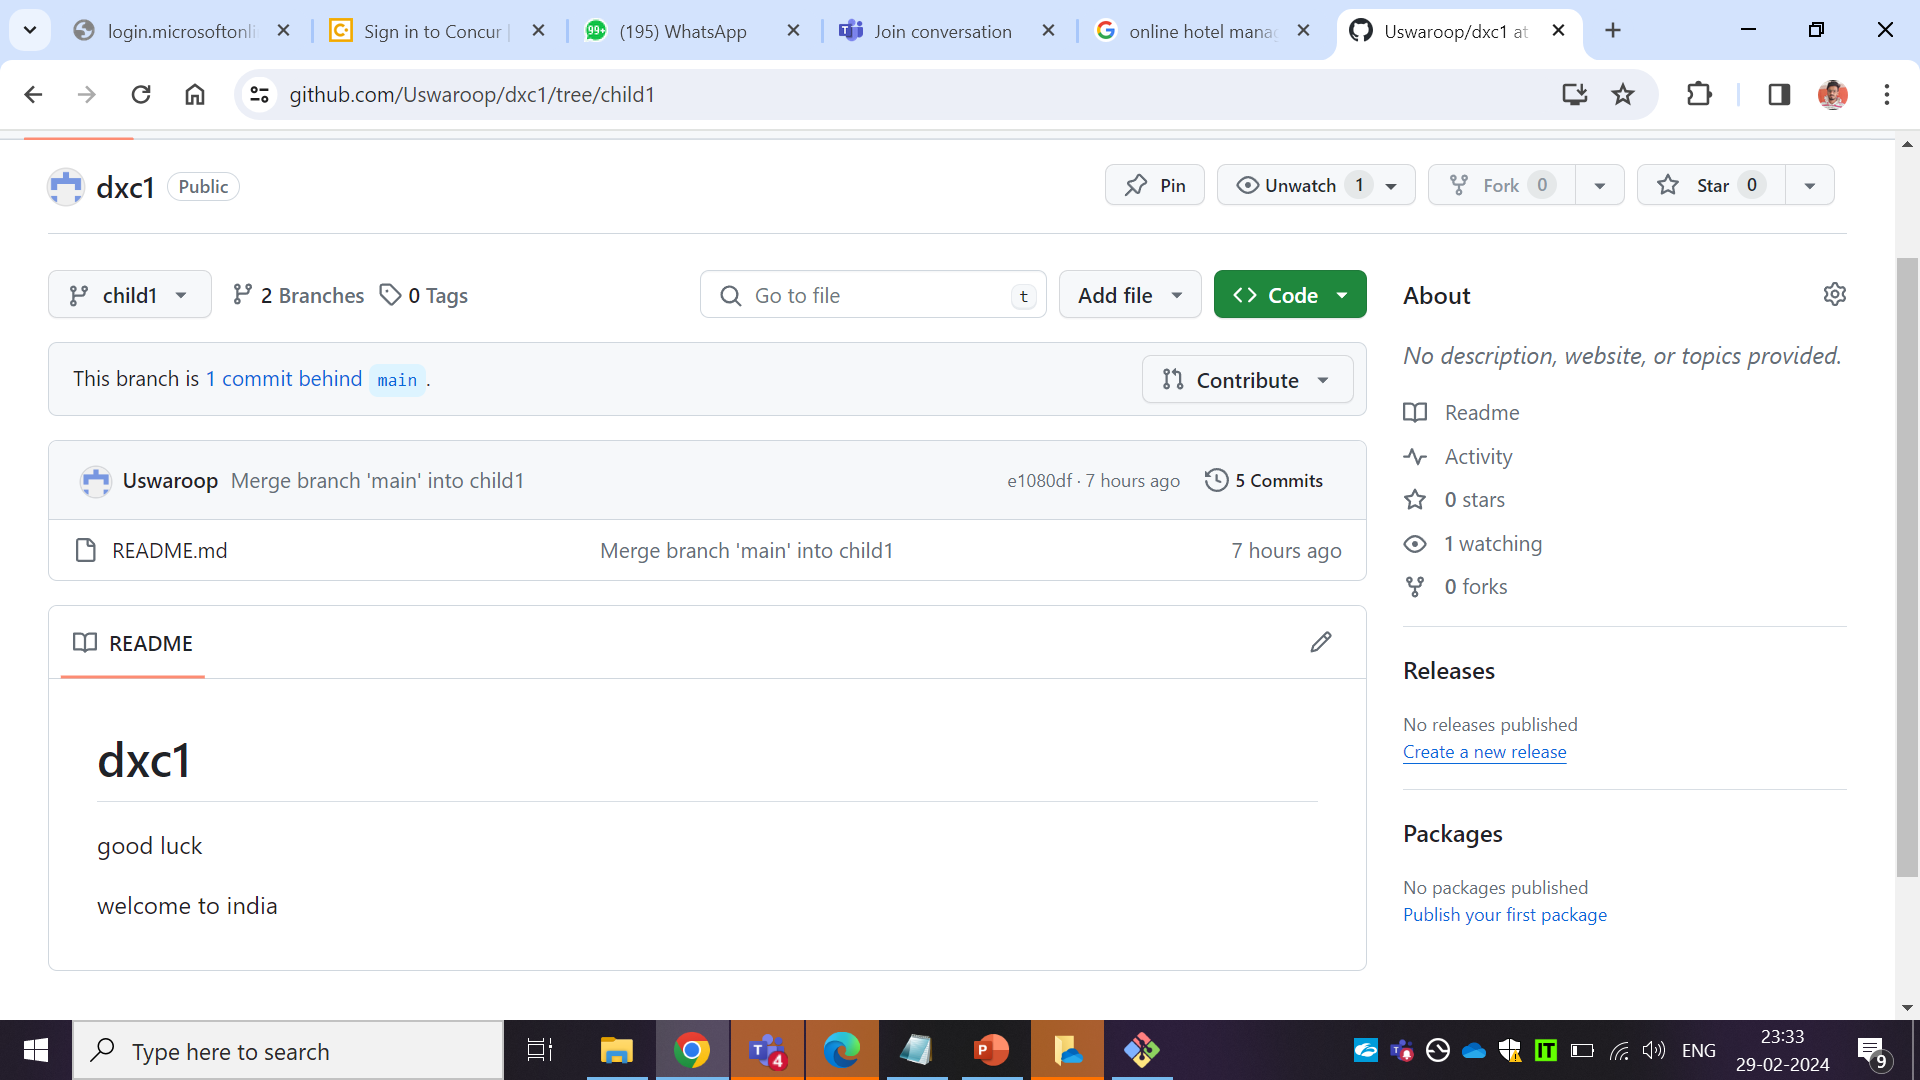 login.microsoftonli
Sign in to Concur
99+
(195) WhatsApp
Join conversation
online hotel manag
Uswaroop/dxc1 at
github.com/Uswaroop/dxc1/tree/child1
dxc1 Public
Pin
Unwatch 1
Fork 0
Star 0
child1
2 Branches
0 Tags
Go to file t
Add file
Code
This branch is 1 commit behind main .
Contribute
Uswaroop Merge branch 'main' into child1 e1080df · 7 hours ago 5 Commits
README.md Merge branch 'main' into child1 7 hours ago
README
dxc1
good luck
welcome to india
About
No description, website, or topics provided.
Readme
Activity
0 stars
1 watching
0 forks
Releases
No releases published
Create a new release
Packages
No packages published
Publish your first package
Type here to search
4
ENG
23:33
29-02-2024
9